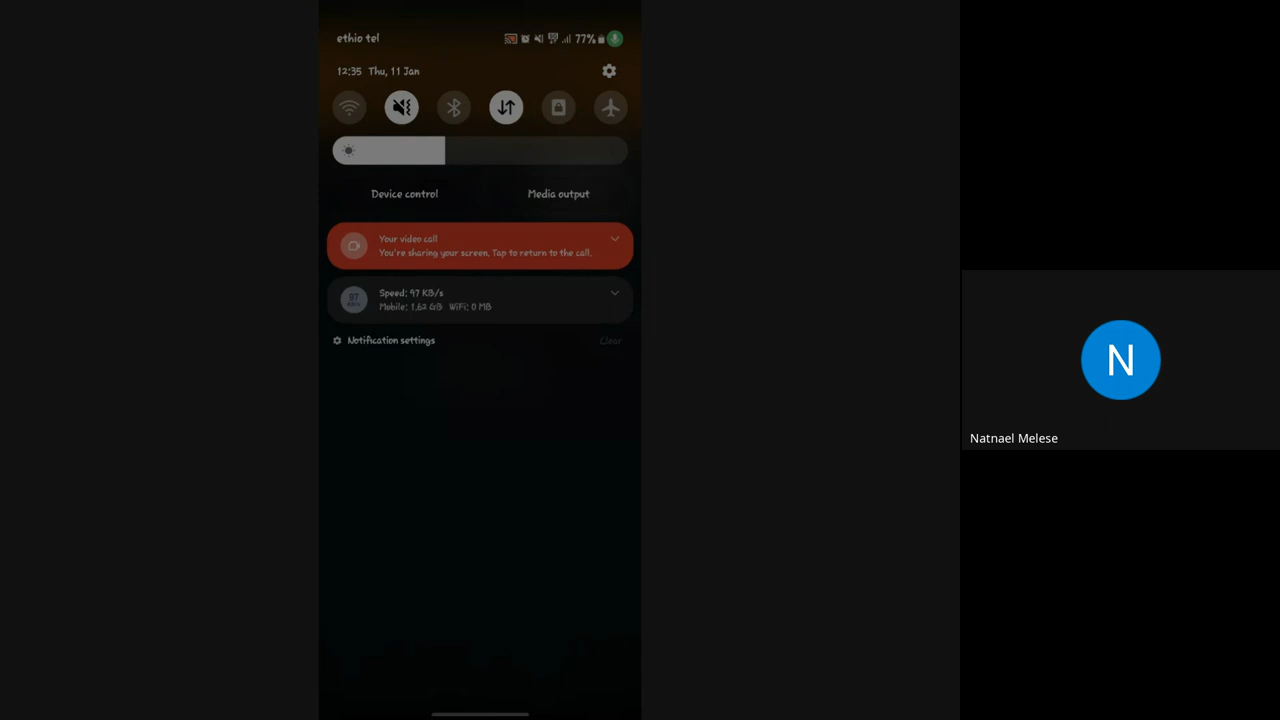 ethio tel
77%
12:35 Thu, 11 Jan
Device control
Media output
Your video call
You're sharing your screen. Tap to return to the call.
97
Speed: 97 KB/s
Mobile: 1.62 GB WiFi: 0 MB
Notification settings
Clear
N
Natnael Melese